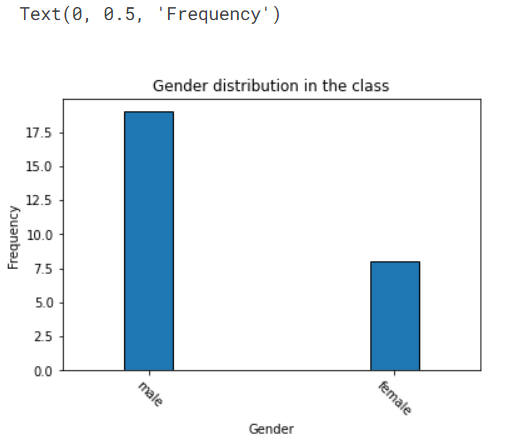 Text(0, 0.5, 'Frequency')
Gender distribution in the class
17.5
15.0
12.5
10.0
7.5
5.0
2.5
0.0
Frequency
male
female
Gender